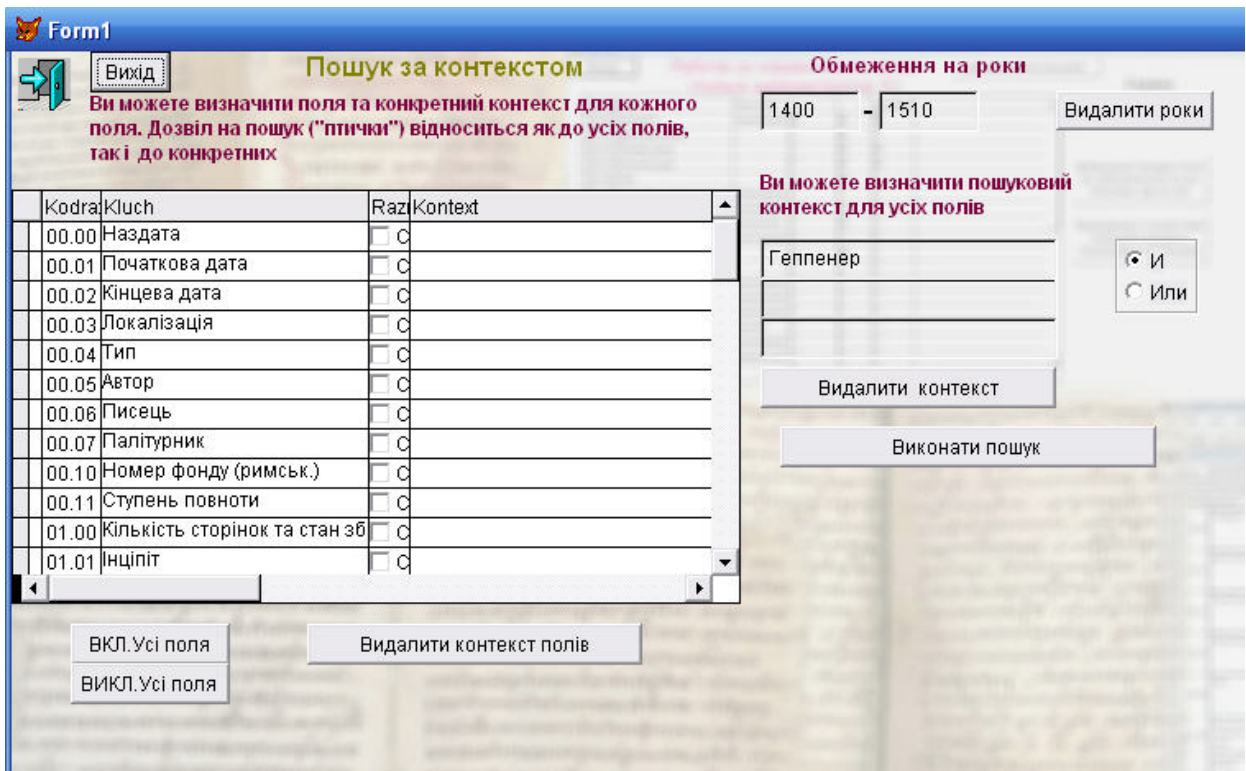 Form1
Вихід
Пошук за контекстом
Ви можете визначити поля та конкретний контекст для кожного
поля. Дозвіл на пошук ("птички") відноситься як до усіх полів,
так і до конкретних
Kodra Kluch Razr Kontext
00.00 Наздата С
00.01 Початкова дата С
00.02 Кінцева дата С
00.03 Локалізація С
00.04 Тип С
00.05 Автор С
00.06 Писець С
00.07 Палітурник С
00.10 Номер фонду (римськ.) С
00.11 Ступень повноти С
01.00 Кількість сторінок та стан зб С
01.01 Інціпіт С
ВКЛ.Усі поля
ВИКЛ.Усі поля
Видалити контекст полів
Обмеження на роки
1400 - 1510 Видалити роки
Ви можете визначити пошуковий
контекст для усіх полів
Геппенер
И
Или
Видалити контекст
Виконати пошук